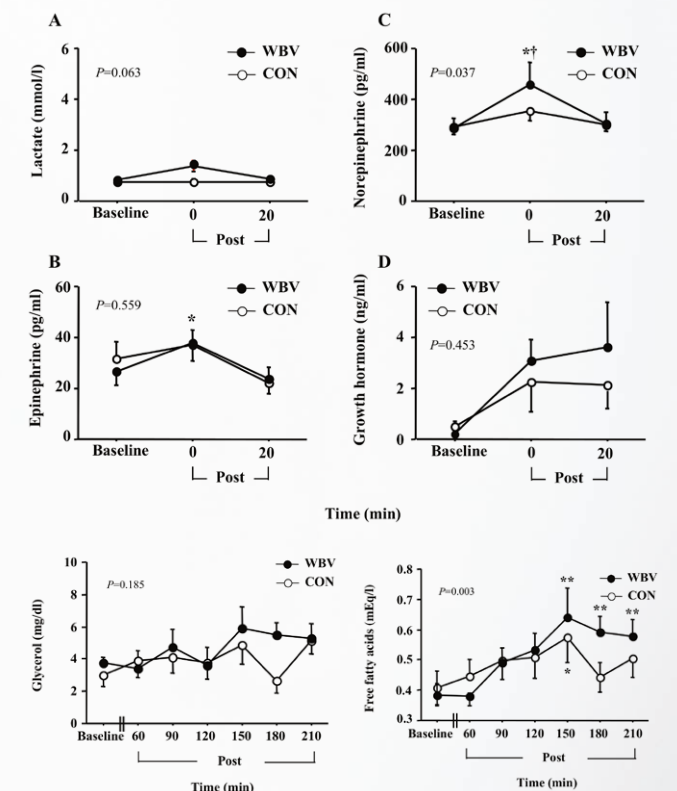 A
Lactate (mmol/l)
6
4
2
0
P=0.063
WBV
CON
Baseline
0
20
Post
C
Norepinephrine (pg/ml)
600
400
200
0
P=0.037
*†
WBV
CON
Baseline
0
20
Post
B
Epinephrine (pg/ml)
60
40
20
0
P=0.559
*
WBV
CON
Baseline
0
20
Post
D
Growth hormone (ng/ml)
6
4
2
0
WBV
CON
P=0.453
Baseline
0
20
Post
Time (min)
Glycerol (mg/dl)
10
8
6
4
2
0
P=0.185
WBV
CON
Baseline 60 90 120 150 180 210
Post
Time (min)
Free fatty acids (mEq/l)
0.8
0.7
0.6
0.5
0.4
0.3
P=0.003
WBV
CON
**
**
**
*
Baseline 60 90 120 150 180 210
Post
Time (min)